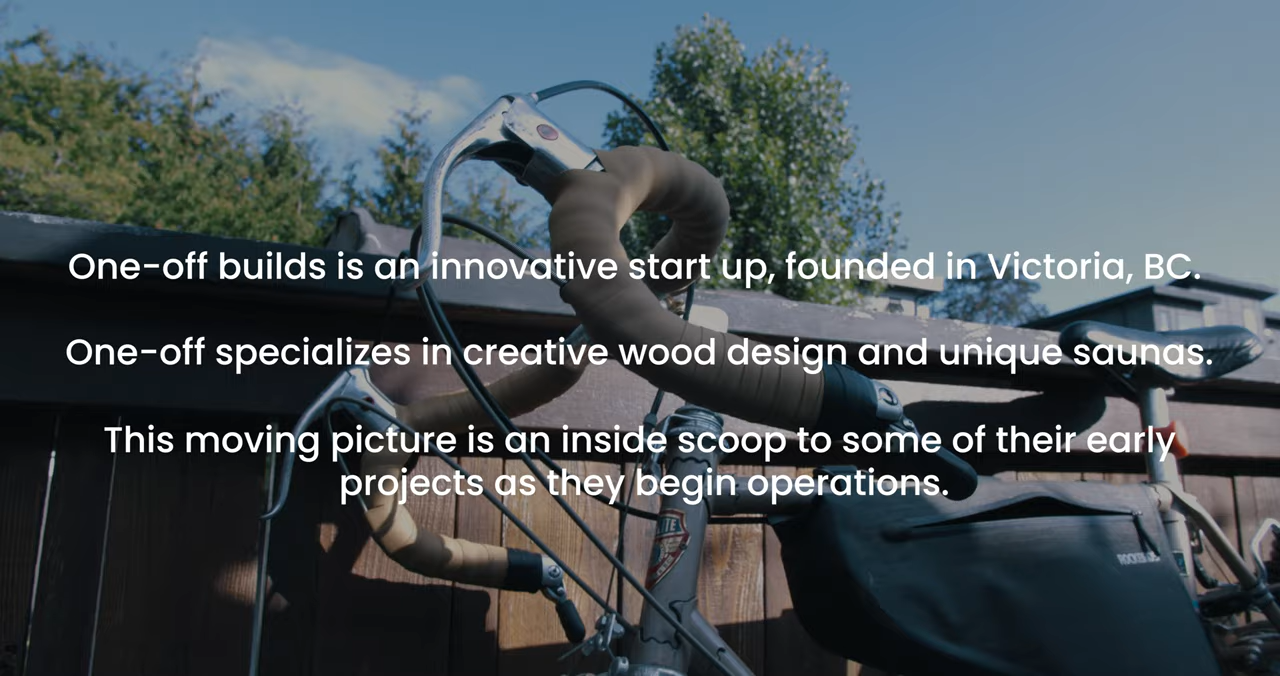 One-off builds is an innovative start up, founded in Victoria, BC.
One-off specializes in creative wood design and unique saunas.
This moving picture is an inside scoop to some of their early
projects as they begin operations.